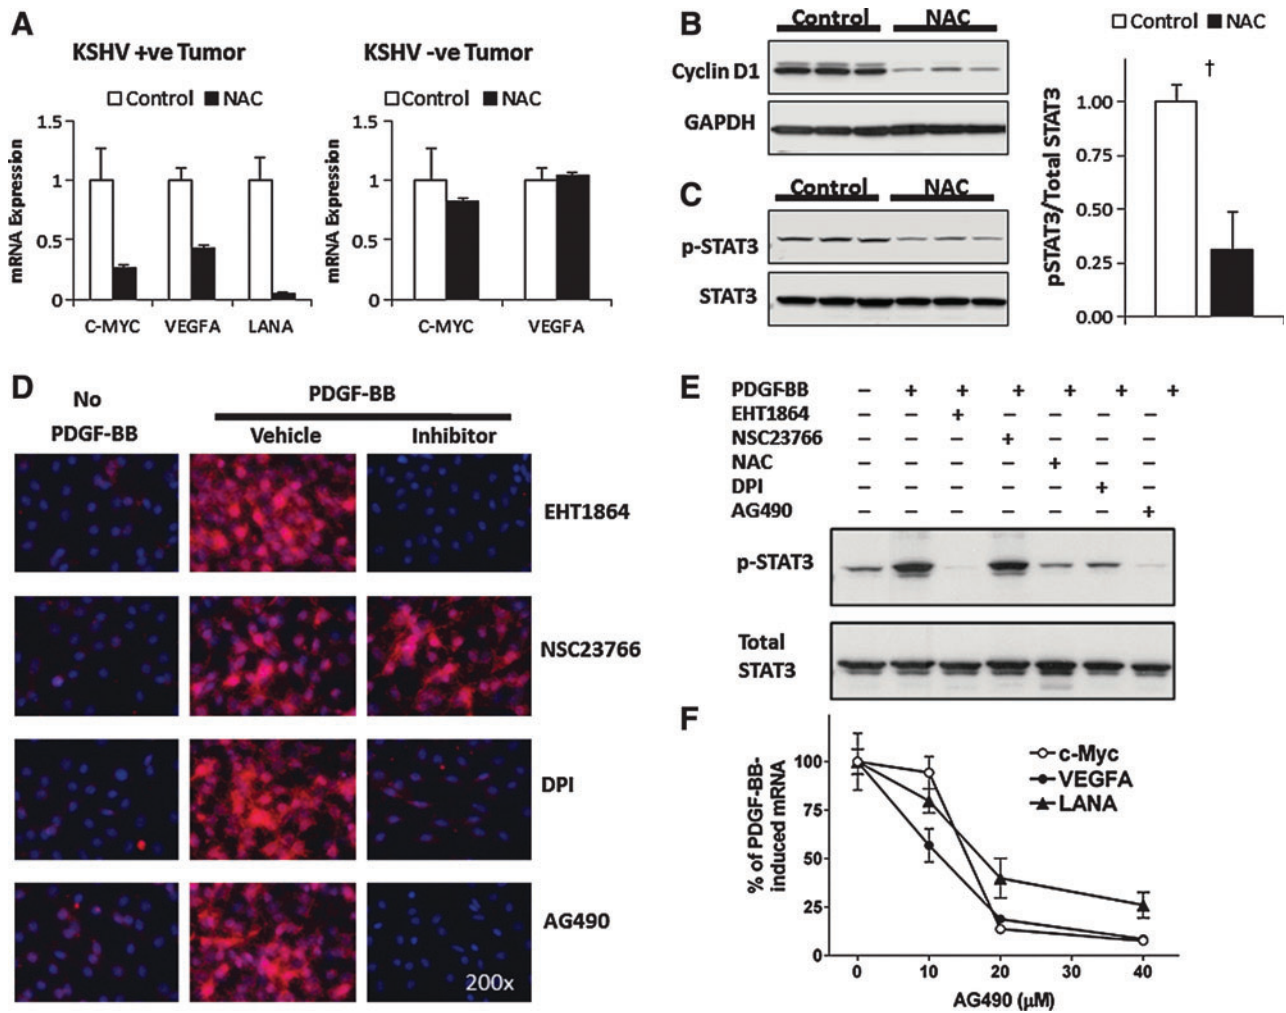 A
KSHV +ve Tumor
KSHV -ve Tumor
Control NAC
Control NAC
mRNA Expression
1.5
1
0.5
0
C-MYC VEGFA LANA
mRNA Expression
1.5
1
0.5
0
C-MYC VEGFA
B
Control NAC
Cyclin D1
GAPDH
C
Control NAC
p-STAT3
STAT3
Control NAC
†
pSTAT3/Total STAT3
1.00
0.75
0.50
0.25
0.00
D
No
PDGF-BB
PDGF-BB
Vehicle Inhibitor
EHT1864
NSC23766
DPI
AG490
200x
E
PDGF-BB – + + + + + +
EHT1864 – – + – – – –
NSC23766 – – – + – – –
NAC – – – – + – –
DPI – – – – – + –
AG490 – – – – – – +
p-STAT3
Total
STAT3
F
% of PDGF-BB-
induced mRNA
100
75
50
25
0
c-Myc
VEGFA
LANA
0 10 20 30 40
AG490 (μM)